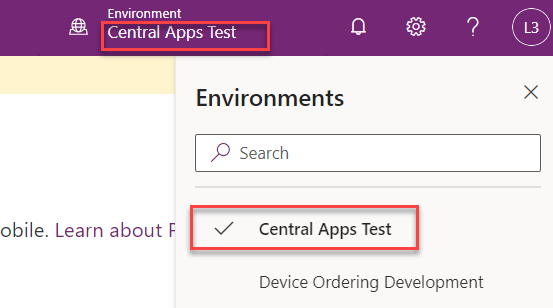 Environment
Central Apps Test
L3
Environments
Search
Central Apps Test
obile. Learn about
Device Ordering Development